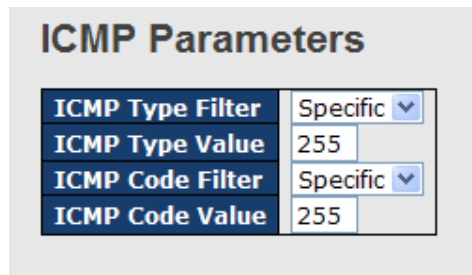 ICMP Parameters
ICMP Type Filter Specific
ICMP Type Value 255
ICMP Code Filter Specific
ICMP Code Value 255